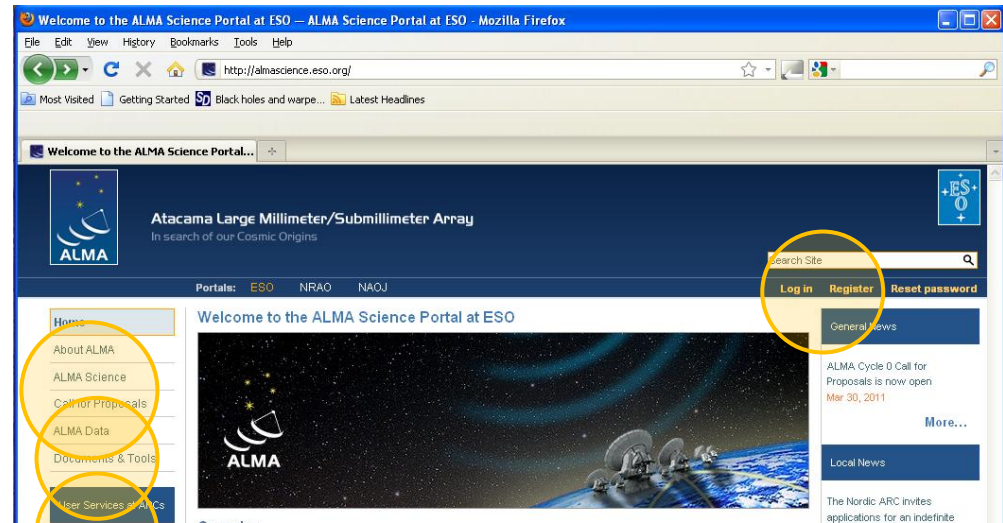 Welcome to the ALMA Science Portal at ESO — ALMA Science Portal at ESO - Mozilla Firefox
File Edit View History Bookmarks Tools Help
http://almascience.eso.org/
Most Visited Getting Started SD Black holes and warpe... Latest Headlines
Welcome to the ALMA Science Portal...
ALMA
Atacama Large Millimeter/Submillimeter Array
In search of our Cosmic Origins
ESO
Search Site
Portals: ESO NRAO NAOJ
Log in Register Reset password
Home
About ALMA
ALMA Science
Call for Proposals
ALMA Data
Documents & Tools
User Services at ARCs
Welcome to the ALMA Science Portal at ESO
ALMA
General News
ALMA Cycle 0 Call for
Proposals is now open
Mar 30, 2011
More...
Local News
The Nordic ARC invites
applications for an indefinite